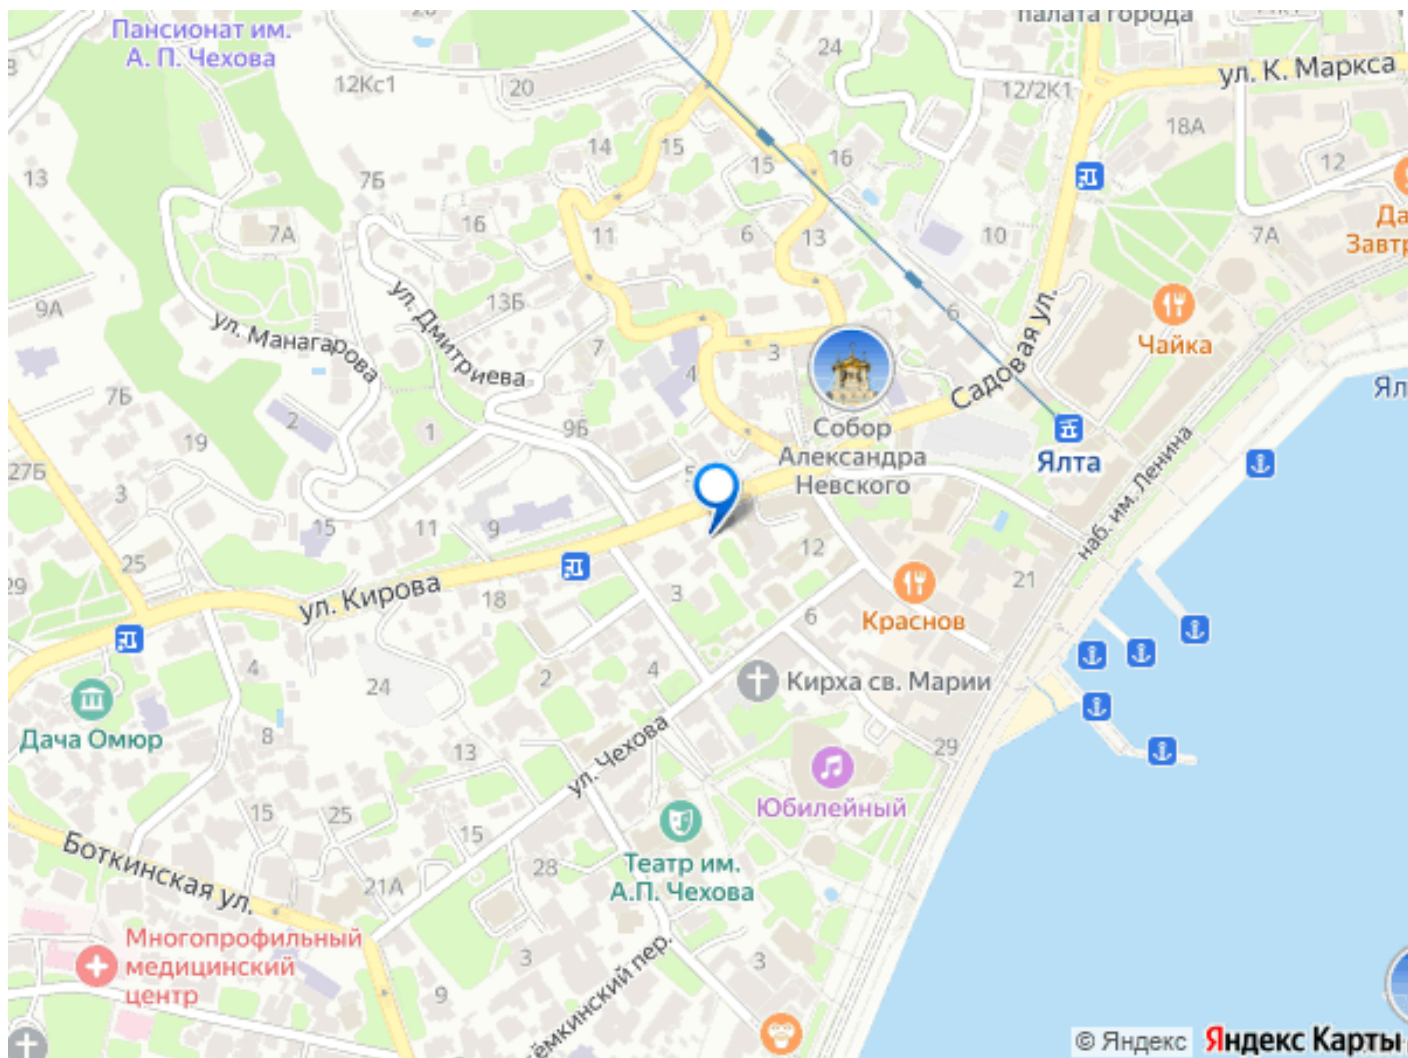 палата города
Пансионат им.
А. П. Чехова
24
ул. К. Маркса
12Кс1
20
12/2К1
18А
14
15
15
16
12
13
7Б
Да
Завтр
7А
16
11
6
13
10
7А
ул. Дмитриева
13Б
9А
6
ул. Манагарова
7
3
Чайка
4
Садовая ул.
Ял
7Б
2
19
1
9Б
Собор
Александра
Невского
Ялта
27Б
3
5
наб. им. Ленина
15
11
9
12
25
29
21
ул. Кирова
18
3
6
Краснов
4
24
2
4
Кирха св. Марии
Дача Омюр
8
13
ул. Чехова
29
Юбилейный
15
25
15
Театр им.
А.П. Чехова
Боткинская ул.
21А
28
Многопрофильный
медицинский
центр
3
3
9
ёмкинский пер.
© Яндекс
Яндекс Карты